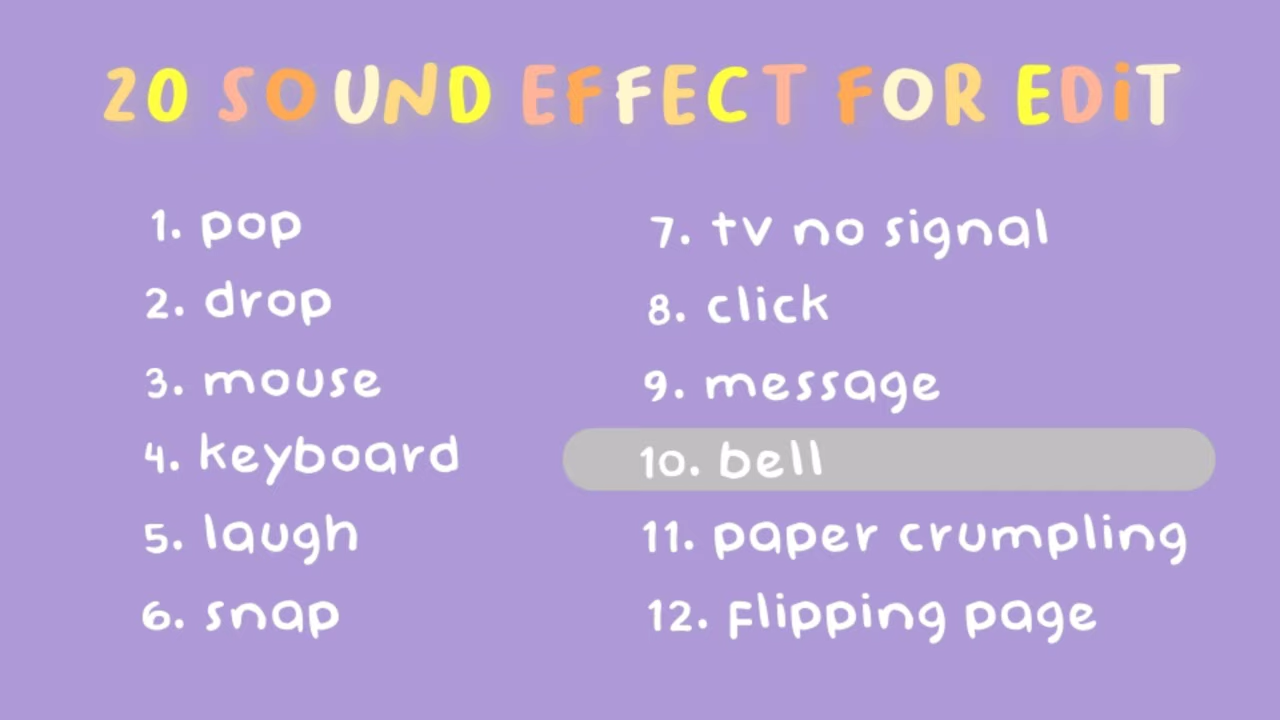 20 SOUND EFFECT FOR EDiT
1. pop
2. drop
3. mouse
4. keyboard
5. laugh
6. snap
7. tv no signal
8. click
9. message
10. bell
11. paper crumpling
12. flipping page